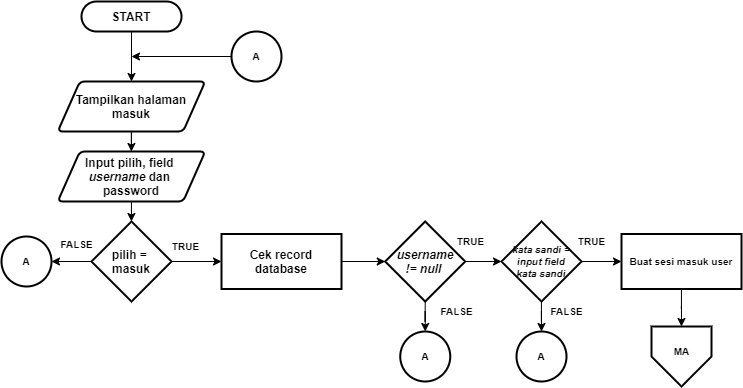 START
A
Tampilkan halaman
masuk
Input pilih, field
username dan
password
pilih =
masuk
FALSE
A
TRUE
Cek record
database
username
!= null
TRUE
FALSE
A
kata sandi =
input field
kata sandi
TRUE
FALSE
A
Buat sesi masuk user
MA